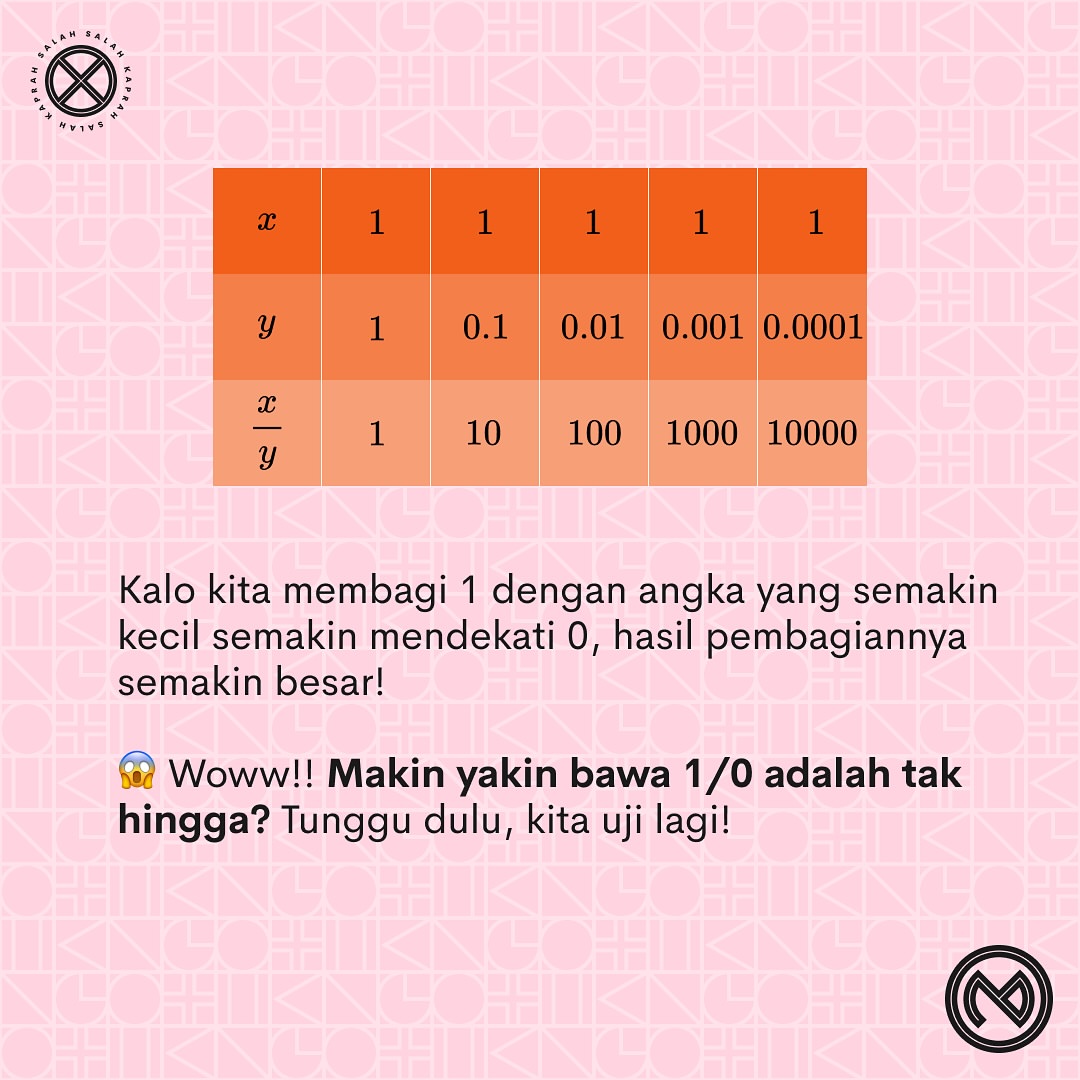 SALAH KAPRAH SALAH KAPRAH SALAH
x 1 1 1 1 1
y 1 0.1 0.01 0.001 0.0001
x/y 1 10 100 1000 10000
Kalo kita membagi 1 dengan angka yang semakin
kecil semakin mendekati 0, hasil pembagiannya
semakin besar!
😱 Woww!! Makin yakin bawa 1/0 adalah tak
hingga? Tunggu dulu, kita uji lagi!